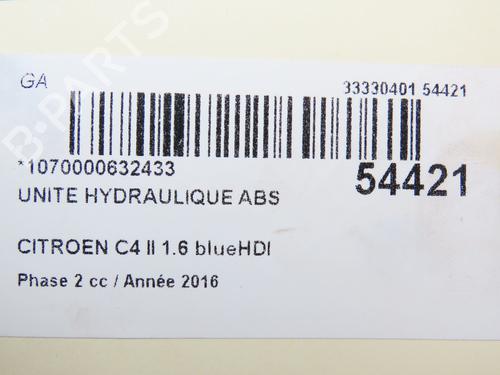 GA
33330401 54421
*1070000632433
54421
UNITE HYDRAULIQUE ABS
CITROEN C4 II 1.6 blueHDI
Phase 2 cc / Année 2016
B-PARTS